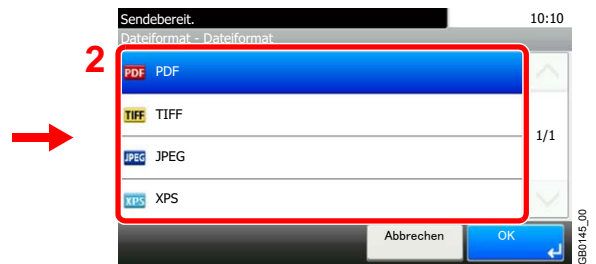 Sendebereit. 10:10
Dateiformat - Dateiformat
2
PDF PDF
TIFF TIFF
1/1
JPEG JPEG
XPS XPS
Abbrechen OK
GB0145_00